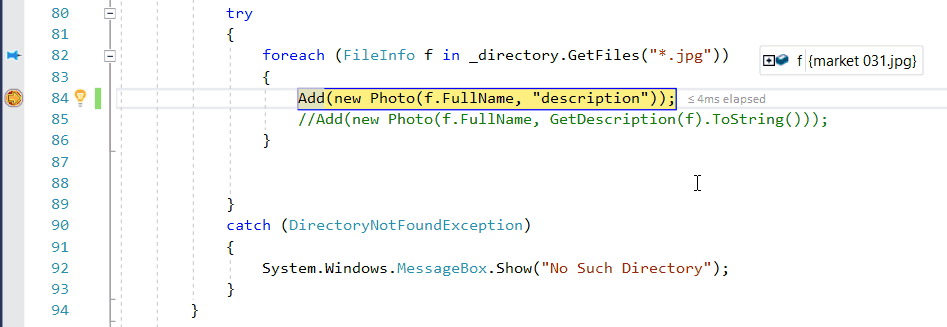 80 try
81 {
82 foreach (FileInfo f in _directory.GetFiles("*.jpg")) f {market 031.jpg}
83 {
84 Add(new Photo(f.FullName, "description")); ≤ 4ms elapsed
85 //Add(new Photo(f.FullName, GetDescription(f).ToString()));
86 }
87
88
89 }
90 catch (DirectoryNotFoundException)
91 {
92 System.Windows.MessageBox.Show("No Such Directory");
93 }
94 }